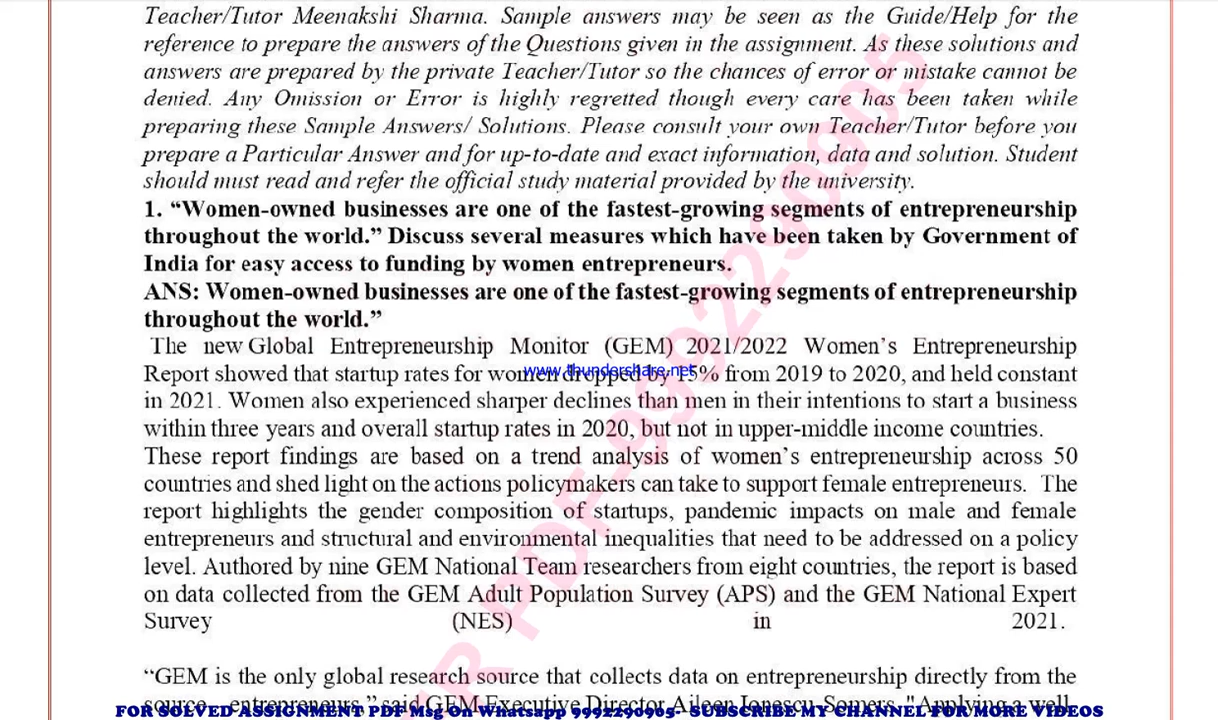 Teacher/Tutor Meenakshi Sharma. Sample answers may be seen as the Guide/Help for the
reference to prepare the answers of the Questions given in the assignment. As these solutions and
answers are prepared by the private Teacher/Tutor so the chances of error or mistake cannot be
denied. Any Omission or Error is highly regretted though every care has been taken while
preparing these Sample Answers/ Solutions. Please consult your own Teacher/Tutor before you
prepare a Particular Answer and for up-to-date and exact information, data and solution. Student
should must read and refer the official study material provided by the university.
1. “Women-owned businesses are one of the fastest-growing segments of entrepreneurship
throughout the world.” Discuss several measures which have been taken by Government of
India for easy access to funding by women entrepreneurs.
ANS: Women-owned businesses are one of the fastest-growing segments of entrepreneurship
throughout the world.”
The new Global Entrepreneurship Monitor (GEM) 2021/2022 Women’s Entrepreneurship
Report showed that startup rates for women dropped by 15% from 2019 to 2020, and held constant
www.thundershare.net
in 2021. Women also experienced sharper declines than men in their intentions to start a business
within three years and overall startup rates in 2020, but not in upper-middle income countries.
These report findings are based on a trend analysis of women’s entrepreneurship across 50
countries and shed light on the actions policymakers can take to support female entrepreneurs. The
report highlights the gender composition of startups, pandemic impacts on male and female
entrepreneurs and structural and environmental inequalities that need to be addressed on a policy
level. Authored by nine GEM National Team researchers from eight countries, the report is based
on data collected from the GEM Adult Population Survey (APS) and the GEM National Expert
Survey (NES) in 2021.
“GEM is the only global research source that collects data on entrepreneurship directly from the
source, entrepreneurs,” said GEM Executive Director Aileen Ionescu-Somers. "Applying a well-
FOR SOLVED ASSIGNMENT PDF Msg On Whatsapp 9992290905- SUBSCRIBE MY CHANNEL FOR MORE VIDEOS
PDF-9992290905